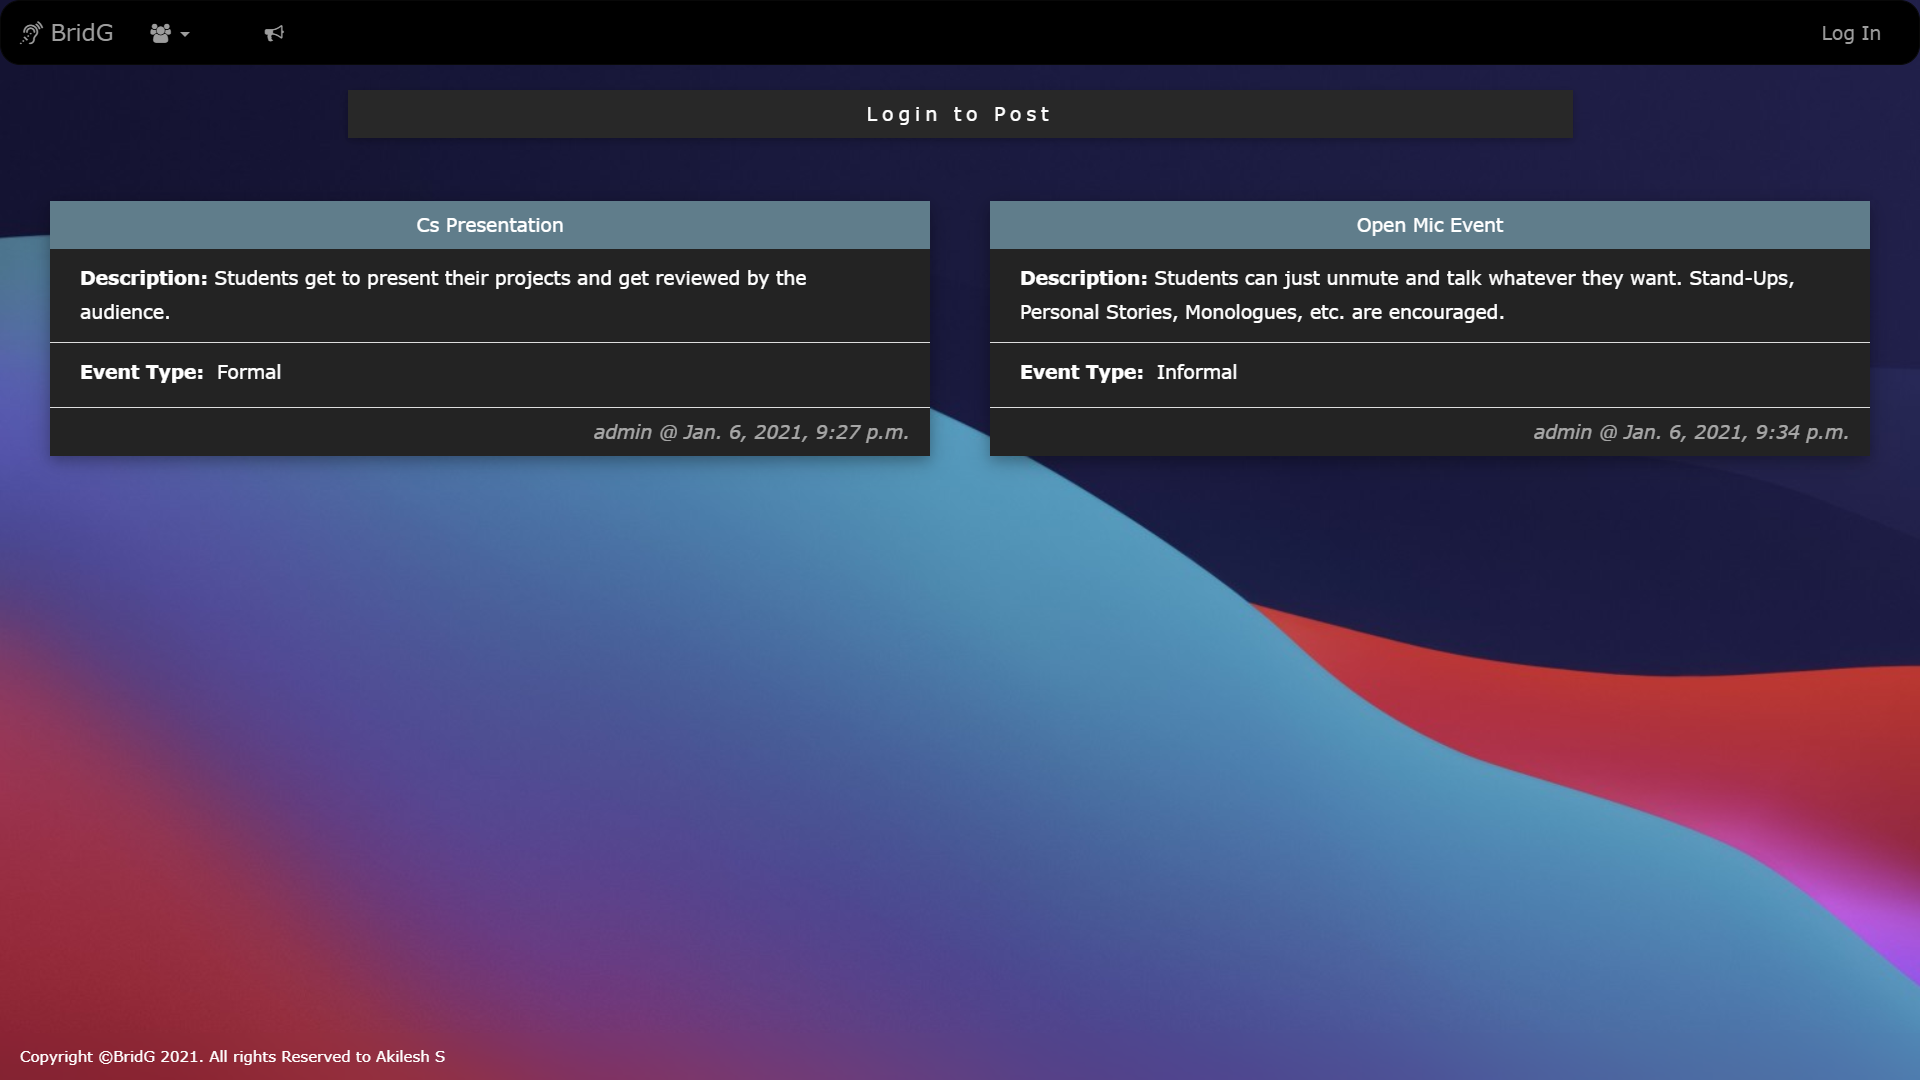 BridG
Log In
Login to Post
Cs Presentation
Description: Students get to present their projects and get reviewed by the
audience.
Event Type: Formal
admin @ Jan. 6, 2021, 9:27 p.m.
Open Mic Event
Description: Students can just unmute and talk whatever they want. Stand-Ups,
Personal Stories, Monologues, etc. are encouraged.
Event Type: Informal
admin @ Jan. 6, 2021, 9:34 p.m.
Copyright ©BridG 2021. All rights Reserved to Akilesh S